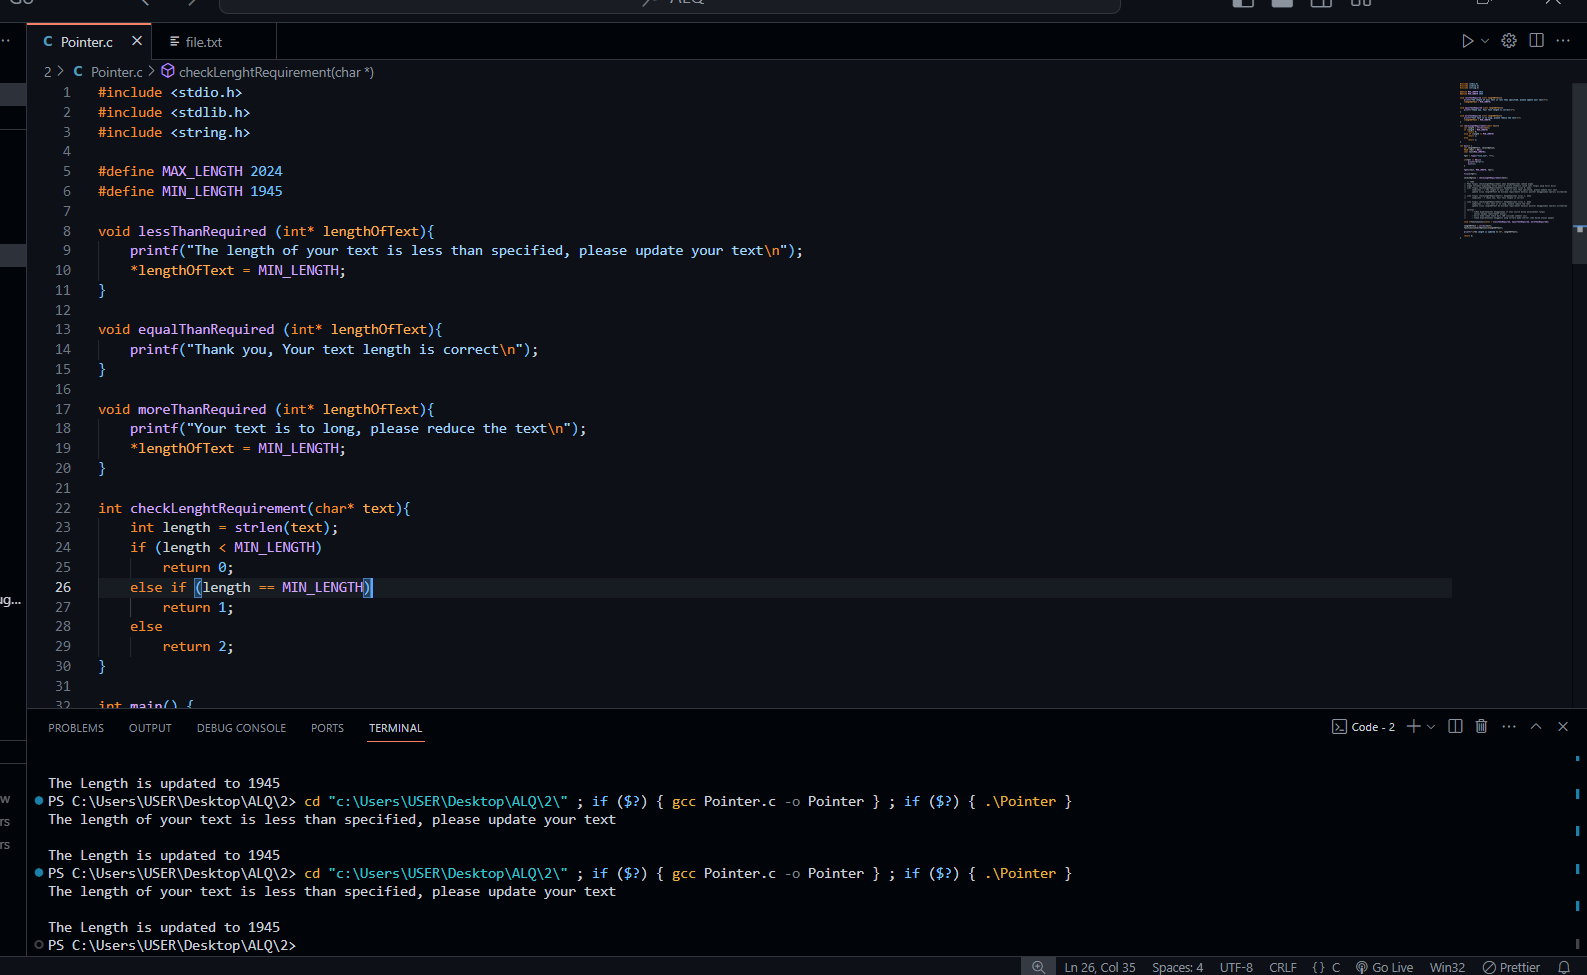 ALQ
Pointer.c
file.txt
2 > C Pointer.c > checkLenghtRequirement(char *)
1 #include <stdio.h>
2 #include <stdlib.h>
3 #include <string.h>
4
5 #define MAX_LENGTH 2024
6 #define MIN_LENGTH 1945
7
8 void lessThanRequired (int* lengthOfText){
9 printf("The length of your text is less than specified, please update your text\n");
10 *lengthOfText = MIN_LENGTH;
11 }
12
13 void equalThanRequired (int* lengthOfText){
14 printf("Thank you, Your text length is correct\n");
15 }
16
17 void moreThanRequired (int* lengthOfText){
18 printf("Your text is to long, please reduce the text\n");
19 *lengthOfText = MIN_LENGTH;
20 }
21
22 int checkLenghtRequirement(char* text){
23 int length = strlen(text);
24 if (length < MIN_LENGTH)
25 return 0;
26 else if (length == MIN_LENGTH)
27 return 1;
28 else
29 return 2;
30 }
31
32 int main() {
ug...
PROBLEMS OUTPUT DEBUG CONSOLE PORTS TERMINAL
Code - 2
The Length is updated to 1945
PS C:\Users\USER\Desktop\ALQ\2> cd "c:\Users\USER\Desktop\ALQ\2\" ; if ($?) { gcc Pointer.c -o Pointer } ; if ($?) { .\Pointer }
The length of your text is less than specified, please update your text
The Length is updated to 1945
PS C:\Users\USER\Desktop\ALQ\2> cd "c:\Users\USER\Desktop\ALQ\2\" ; if ($?) { gcc Pointer.c -o Pointer } ; if ($?) { .\Pointer }
The length of your text is less than specified, please update your text
The Length is updated to 1945
PS C:\Users\USER\Desktop\ALQ\2>
w
rs
rs
Ln 26, Col 35 Spaces: 4 UTF-8 CRLF {} C Go Live Win32 Prettier